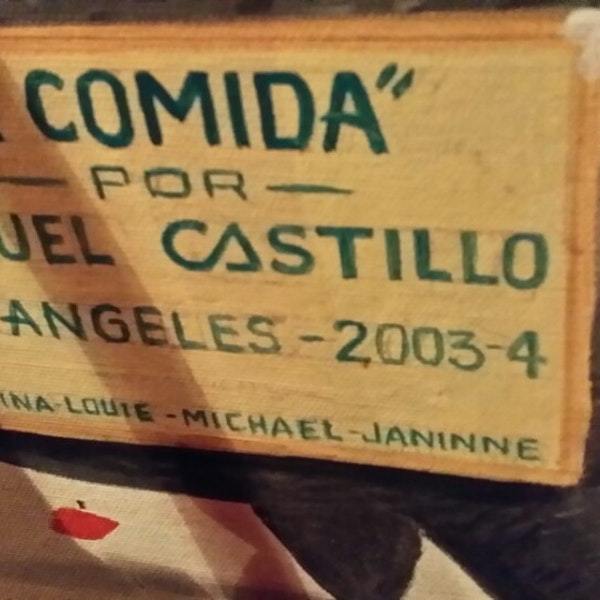 COMIDA"
— POR —
UEL CASTILLO
ANGELES - 2003-4
INA-LOUIE - MICHAEL - JANINNE